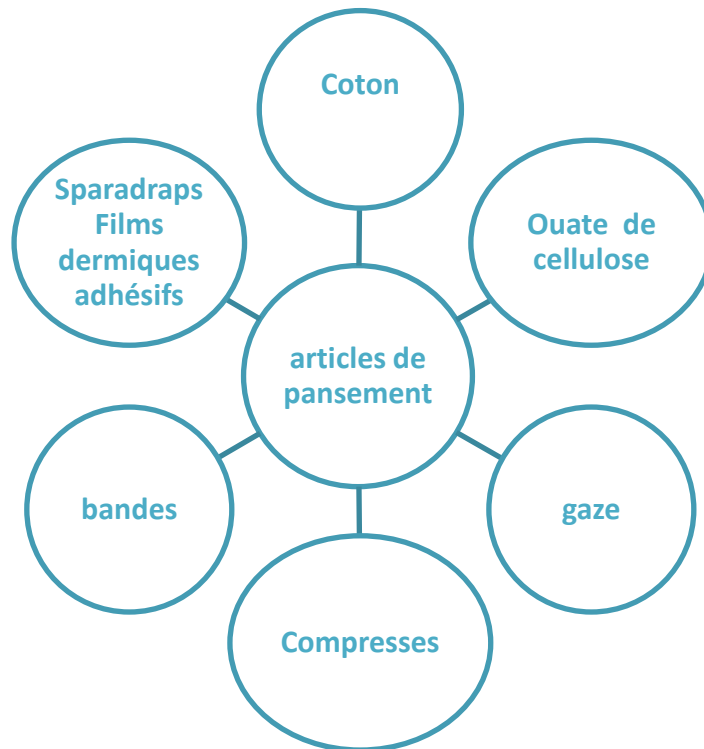 Coton
Sparadraps
Films
dermiques
adhésifs
Ouate de
cellulose
articles de
pansement
bandes
gaze
Compresses